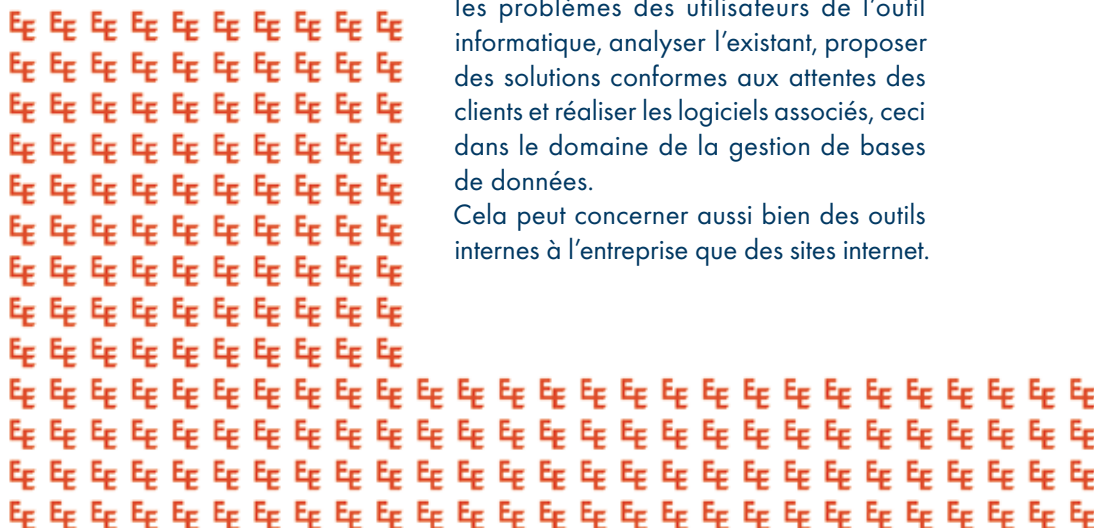 les problèmes des utilisateurs de l'outil
informatique, analyser l'existant, proposer
des solutions conformes aux attentes des
clients et réaliser les logiciels associés, ceci
dans le domaine de la gestion de bases
de données.
Cela peut concerner aussi bien des outils
internes à l'entreprise que des sites internet.